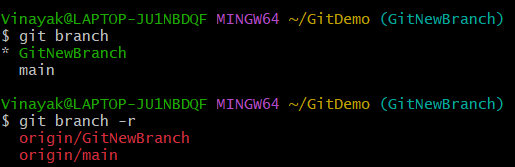 Vinayak@LAPTOP-JU1NBDQF MINGW64 ~/GitDemo (GitNewBranch)
$ git branch
* GitNewBranch
  main
Vinayak@LAPTOP-JU1NBDQF MINGW64 ~/GitDemo (GitNewBranch)
$ git branch -r
  origin/GitNewBranch
  origin/main